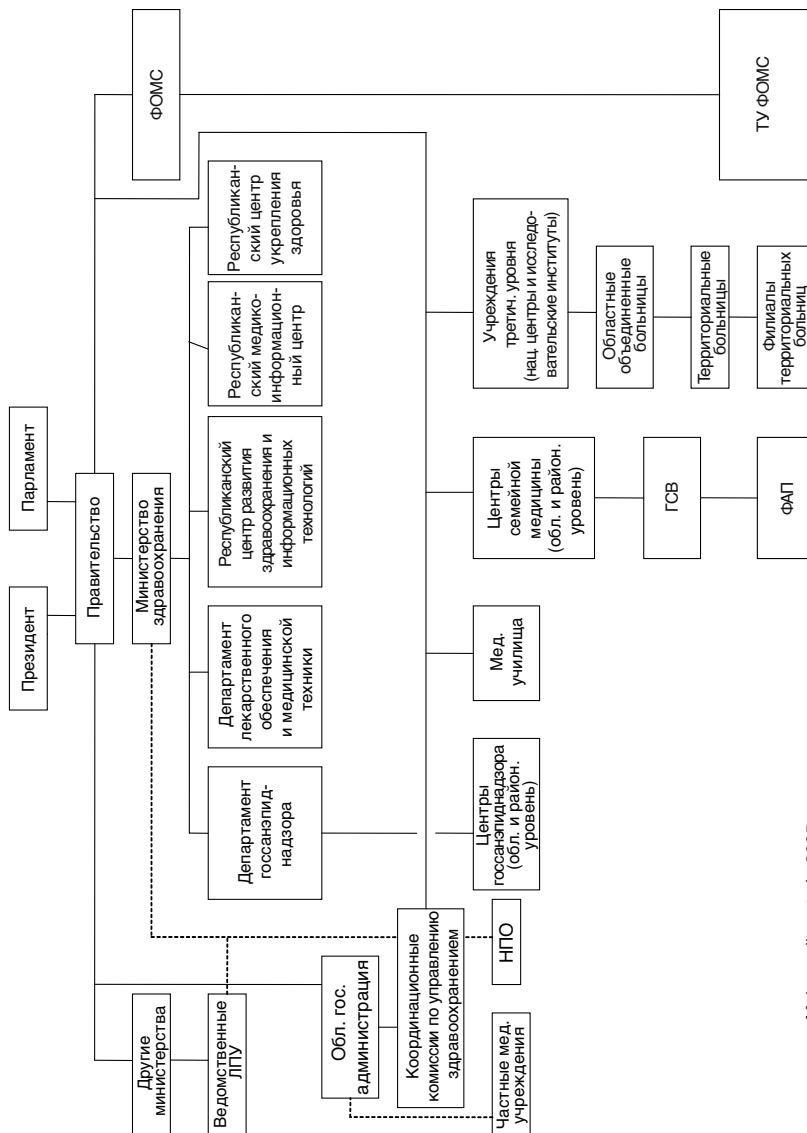 Президент
Парламент
Правительство
ФОМС
Другие
министерства
Министерство
здравоохранения
Ведомственные
ЛПУ
Департамент
госсанэпид-
надзора
Департамент
лекарственного
обеспечения
и медицинской
техники
Республиканский
центр развития
здравоохранения и
информационных
технологий
Республикан-
ский медико-
информацион-
ный центр
Республикан-
ский центр
укрепления
здоровья
Обл. гос.
администрация
Координационные
комиссии по управлению
здравоохранением
Частные мед.
учреждения
НПО
Центры
госсанэпиднадзора
(обл. и район.
уровень)
Мед.
училища
Центры
семейной
медицины
(обл. и район.
уровень)
Учреждения
третич. уровня
(нац. центры и исследо-
вательские институты)
Областные
объединенные
больницы
ГСВ
Территориальные
больницы
ФАП
Филиалы
территориальных
больниц
ТУ ФОМС